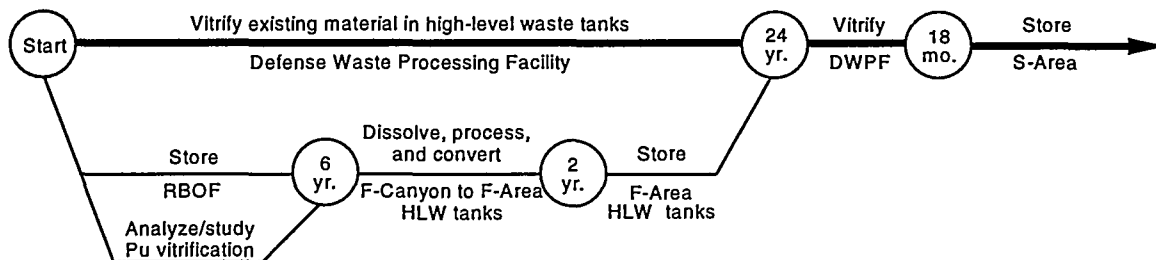 Start
Vitrify existing material in high-level waste tanks
Defense Waste Processing Facility
24
yr.
Vitrify
DWPF
18
mo.
Store
S-Area
Store
RBOF
6
yr.
Dissolve, process,
and convert
F-Canyon to F-Area
HLW tanks
2
yr.
Store
F-Area
HLW tanks
Analyze/study
Pu vitrification